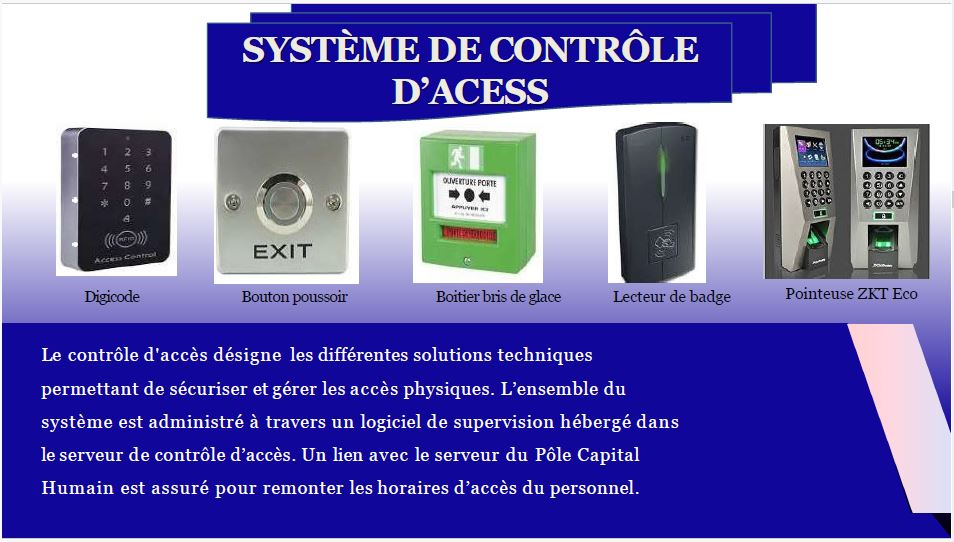 SYSTÈME DE CONTRÔLE
D’ACESS
1 2 3
4 5 6
7 8 9
* 0 #
RFID
Access Control
EXIT
OUVERTURE PORTE
APPUYER ICI
Digicode
Bouton poussoir
Boitier bris de glace
Lecteur de badge
Pointeuse ZKT Eco
Le contrôle d'accès désigne les différentes solutions techniques
permettant de sécuriser et gérer les accès physiques. L’ensemble du
système est administré à travers un logiciel de supervision hébergé dans
le serveur de contrôle d’accès. Un lien avec le serveur du Pôle Capital
Humain est assuré pour remonter les horaires d’accès du personnel.